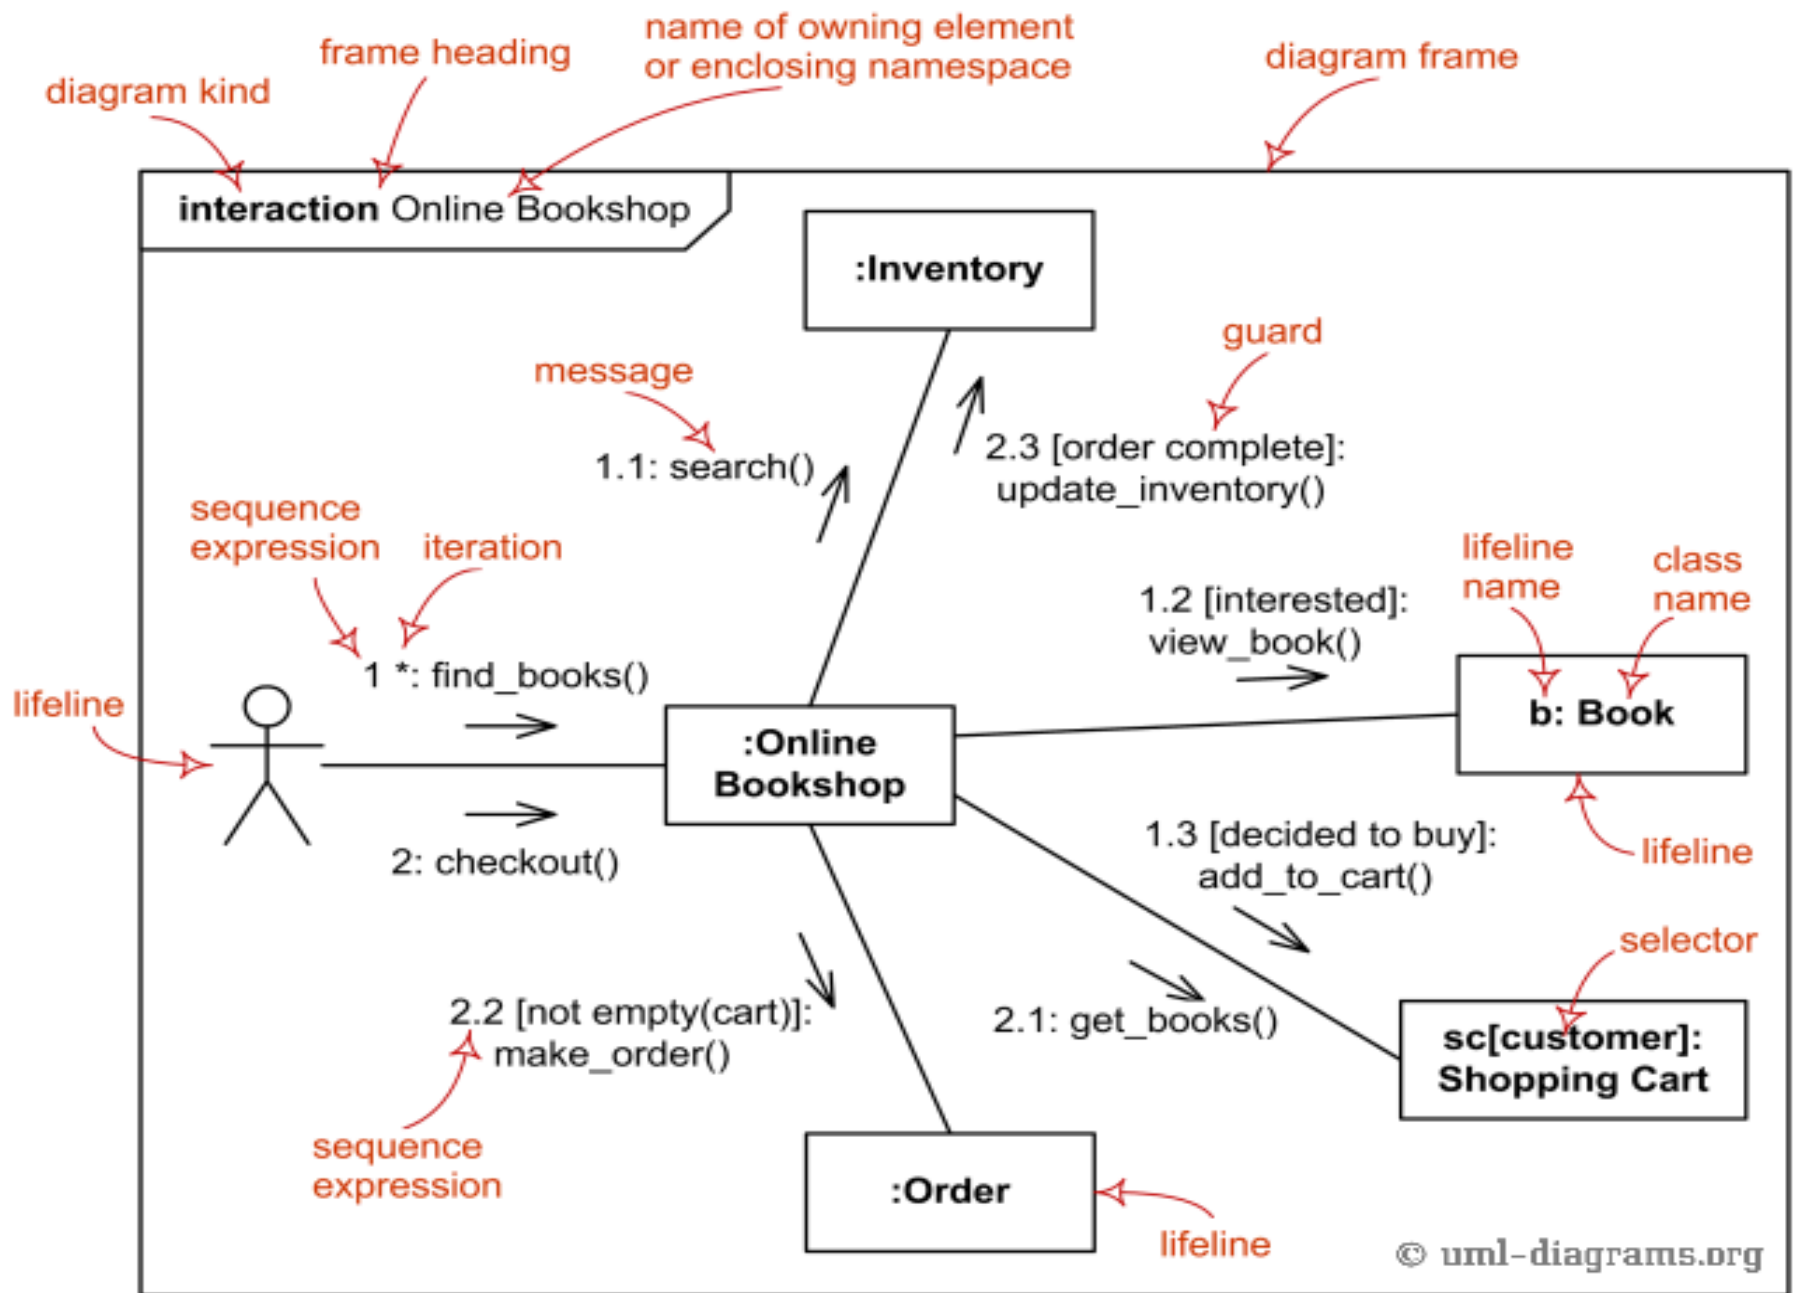 name of owning element
or enclosing namespace
frame heading
diagram frame
diagram kind
interaction Online Bookshop
:Inventory
guard
message
2.3 [order complete]:
update_inventory()
1.1: search()
sequence
expression
iteration
lifeline
name
class
name
1.2 [interested]:
view_book()
1 *: find_books()
lifeline
b: Book
:Online
Bookshop
1.3 [decided to buy]:
add_to_cart()
lifeline
2: checkout()
selector
2.2 [not empty(cart)]:
make_order()
2.1: get_books()
sc[customer]:
Shopping Cart
sequence
expression
:Order
lifeline
© uml-diagrams.org